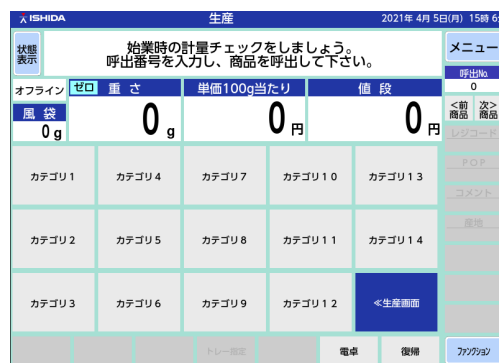 ISHIDA
生産
2021年 4月 5日(月) 15時 6
状態
表示
始業時の計量チェックをしましょう。
呼出番号を入力し、商品を呼出して下さい。
メニュー
呼出No.
0
オフライン
ゼロ
重 さ
単価100g当たり
値 段
風 袋
0 g
0 g
0 円
0 円
<前
商品
次>
商品
レジコード
POP
コメント
産地
カテゴリ1
カテゴリ4
カテゴリ7
カテゴリ10
カテゴリ13
カテゴリ2
カテゴリ5
カテゴリ8
カテゴリ11
カテゴリ14
カテゴリ3
カテゴリ6
カテゴリ9
カテゴリ12
≪生産画面
トレー指定
電卓
復帰
ファンクション